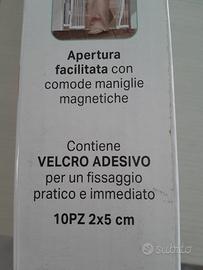 Apertura
facilitata con
comode maniglie
magnetiche
Contiene
VELCRO ADESIVO
per un fissaggio
pratico e immediato
10PZ 2x5 cm
subito